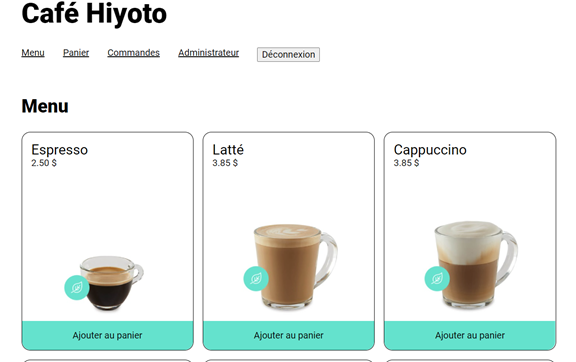 Café Hiyoto
Menu Panier Commandes Administrateur Déconnexion
Menu
Espresso Latté Cappuccino
2.50 $ 3.85 $ 3.85 $
Ajouter au panier Ajouter au panier Ajouter au panier